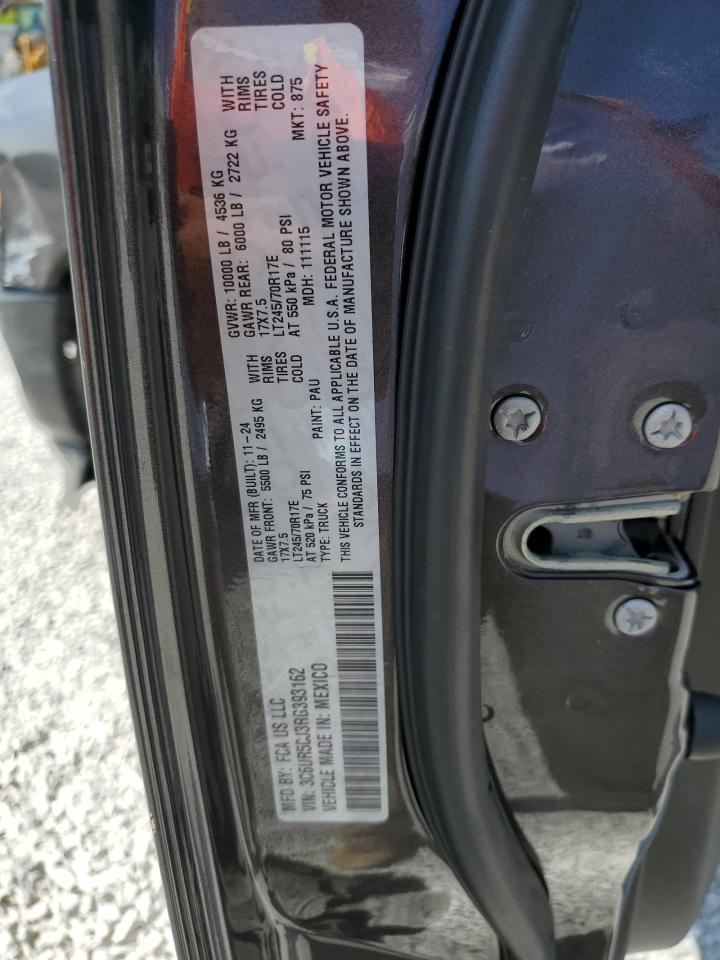 MFD BY: FCA US LLC
VIN: 3C6UR5CJ3RG393162
VEHICLE MADE IN: MEXICO
DATE OF MFR (BUILT): 11-24
GVWR: 10000 LB / 4536 KG
GAWR FRONT: 5500 LB / 2495 KG WITH
GAWR REAR: 6000 LB / 2722 KG WITH
17X7.5 RIMS
17X7.5 RIMS
LT245/70R17E TIRES
LT245/70R17E TIRES
AT 520 kPa / 75 PSI COLD
AT 550 kPa / 80 PSI COLD
TYPE: TRUCK PAINT: PAU MDH: 111115 MKT: 875
THIS VEHICLE CONFORMS TO ALL APPLICABLE U.S.A. FEDERAL MOTOR VEHICLE SAFETY
STANDARDS IN EFFECT ON THE DATE OF MANUFACTURE SHOWN ABOVE.